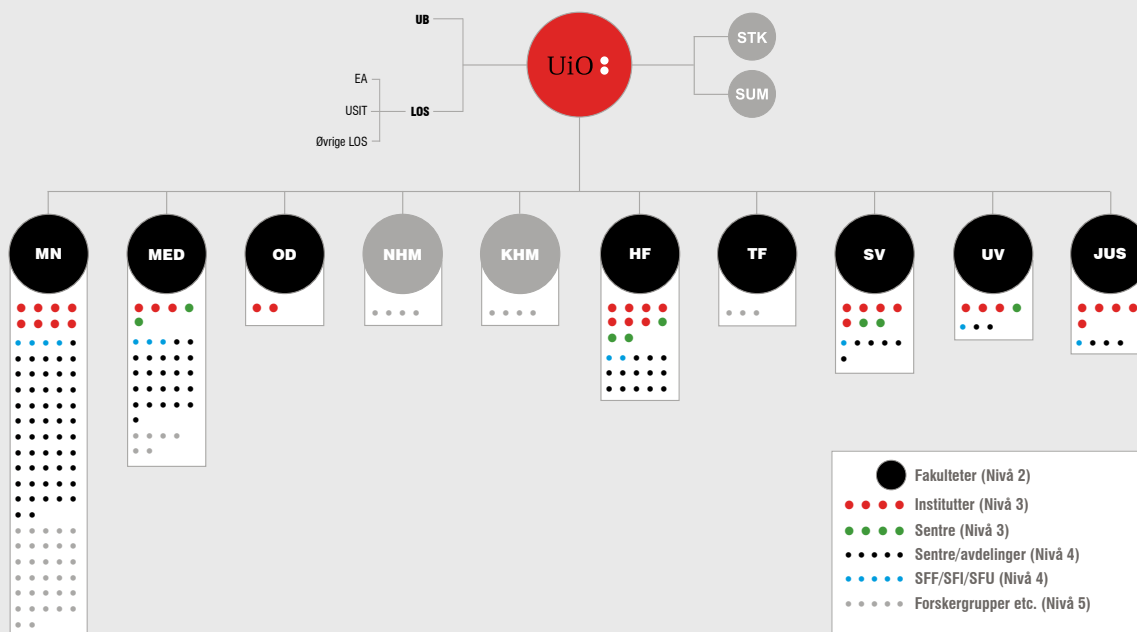 UB
UiO:
STK
SUM
EA
USIT
LOS
Øvrige LOS
MN
MED
OD
NHM
KHM
HF
TF
SV
UV
JUS
Fakulteter (Nivå 2)
Institutter (Nivå 3)
Sentre (Nivå 3)
Sentre/avdelinger (Nivå 4)
SFF/SFI/SFU (Nivå 4)
Forskergrupper etc. (Nivå 5)